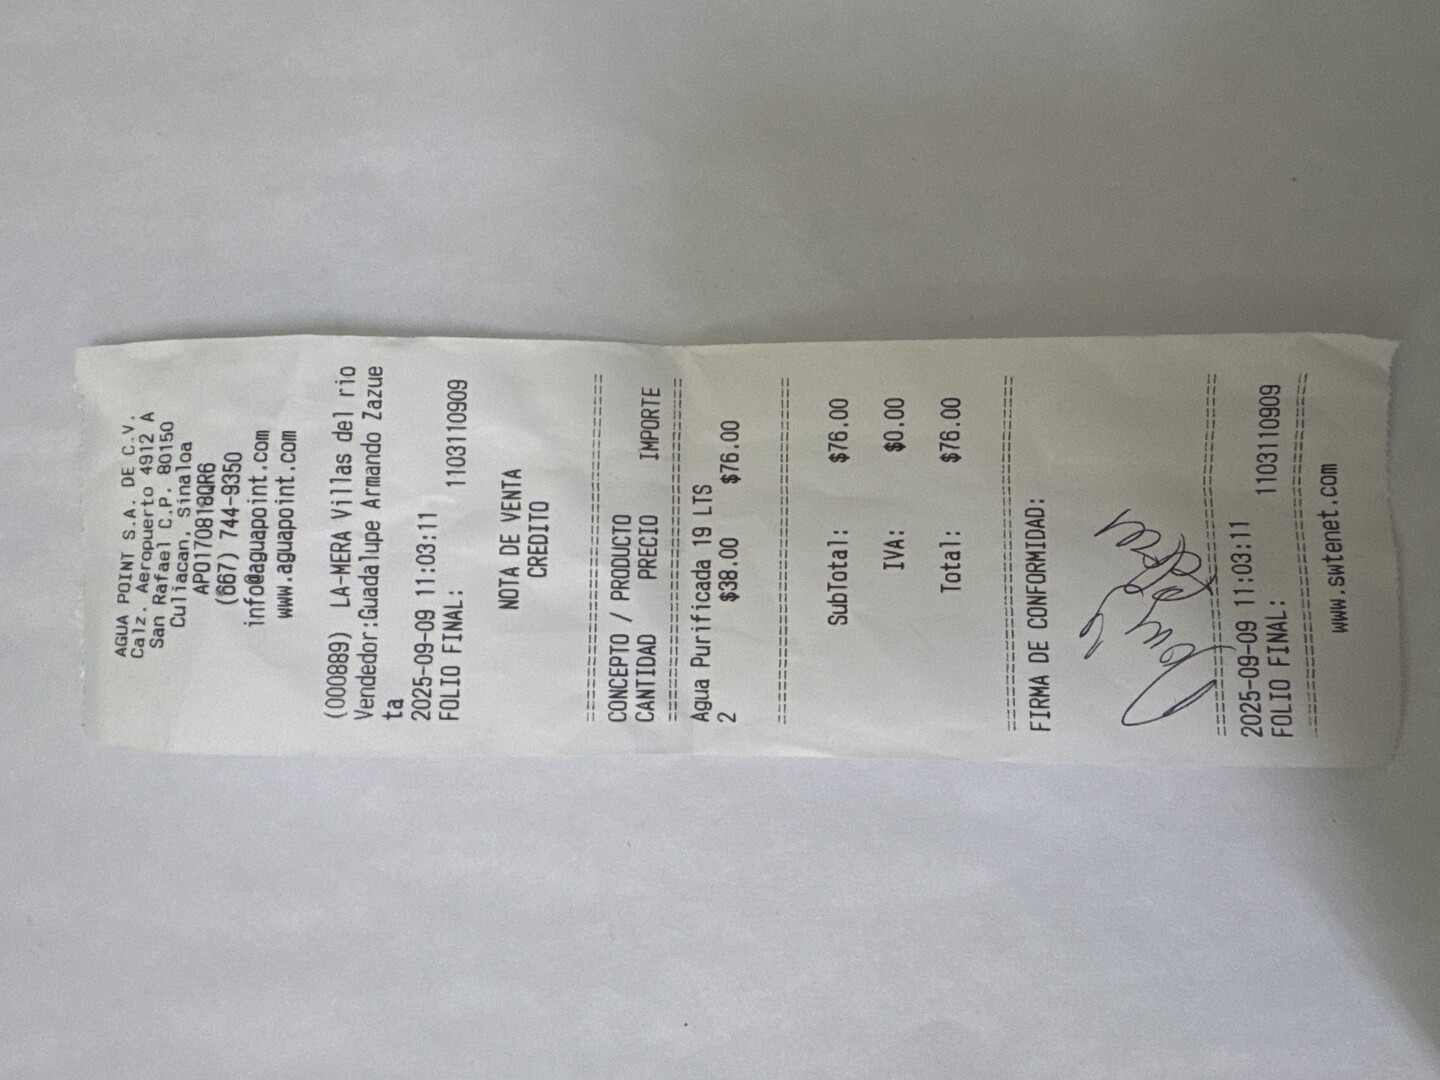 AGUA POINT S.A. DE C.V.
Calz. Aeropuerto 4912 A
San Rafael C.P. 80150
Culiacan, Sinaloa
APO170818QR6
(667) 744-9350
info@aguapoint.com
www.aguapoint.com
(000889) LA-MERA Villas del rio
Vendedor:Guadalupe Armando Zazue
ta
2025-09-09 11:03:11
FOLIO FINAL: 1103110909
NOTA DE VENTA
CREDITO
================================
CONCEPTO / PRODUCTO
CANTIDAD PRECIO IMPORTE
================================
Agua Purificada 19 LTS
2 $38.00 $76.00
================================
SubTotal: $76.00
IVA: $0.00
Total: $76.00
================================
FIRMA DE CONFORMIDAD:
================================
2025-09-09 11:03:11
FOLIO FINAL: 1103110909
================================
www.swtenet.com